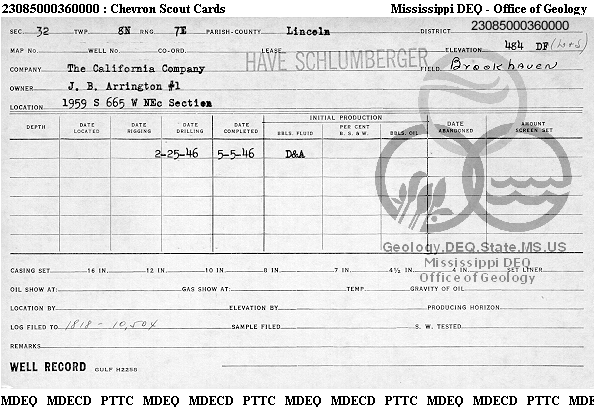 23085000360000 : Chevron Scout Cards Mississippi DEQ - Office of Geology
23085000360000
SEC. 32 TWP. 8N RNG. 7E PARISH-COUNTY Lincoln DISTRICT
MAP NO. WELL NO. CO-ORD. LEASE ELEVATION 484 DF
HAVE SCHLUMBERGER
COMPANY The California Company FIELD Brookhaven
OWNER J. B. Arrington #1
LOCATION 1959 S 665 W NEc Section
DEPTH DATE LOCATED DATE RIGGING DATE DRILLING DATE COMPLETED INITIAL PRODUCTION BBLS. FLUID PER CENT B. S. & W. BBLS. OIL DATE ABANDONED AMOUNT SCREEN SET
2-25-46 5-5-46 D&A
Geology.DEQ.State.MS.US
Mississippi DEQ
Office of Geology
CASING SET 16 IN. 12 IN. 10 IN. 8 IN. 7 IN. 4½ IN. 4 IN. SET LINER
OIL SHOW AT: GAS SHOW AT: TEMP. GRAVITY OF OIL
LOCATION BY ELEVATION BY PRODUCING HORIZON
LOG FILED TO 1818 - 10,504 SAMPLE FILED S. W. TESTED
REMARKS
WELL RECORD GULF H2258
MDEQ MDECD PTTC MDEQ MDECD PTTC MDEQ MDECD PTTC MDEQ MDECD PTTC MDE